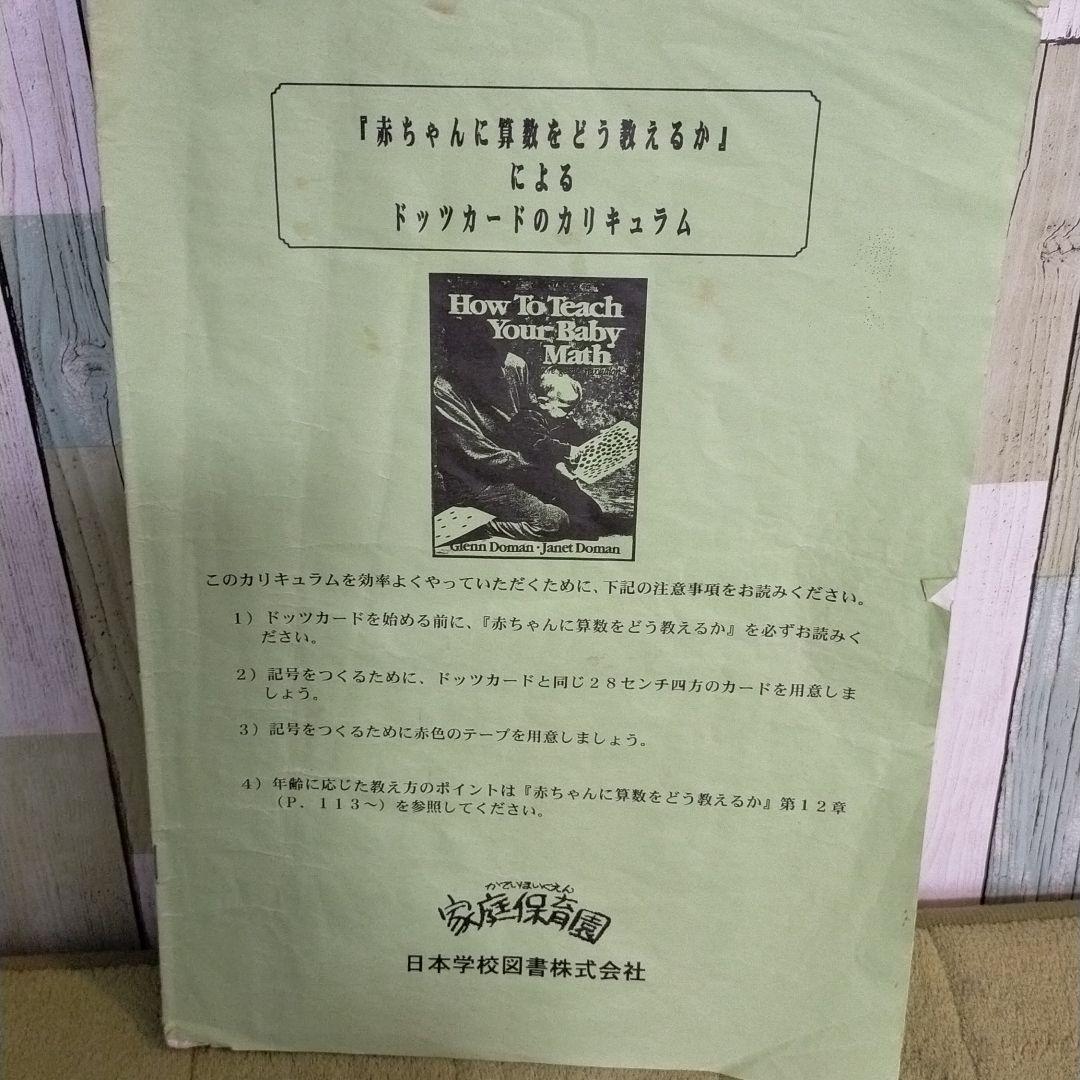 『赤ちゃんに算数をどう教えるか』
による
ドッツカードのカリキュラム
How To Teach
Your Baby
Math
Glenn Doman・Janet Doman
このカリキュラムを効率よくやっていただくために、下記の注意事項をお読みください。
1）ドッツカードを始める前に、『赤ちゃんに算数をどう教えるか』を必ずお読みく
ださい。
2）記号をつくるために、ドッツカードと同じ28センチ四方のカードを用意しま
しょう。
3）記号をつくるために赤色のテープを用意しましょう。
4）年齢に応じた教え方のポイントは『赤ちゃんに算数をどう教えるか』第12章
（P．113～）を参照してください。
かていほいくえん
家庭保育園
日本学校図書株式会社